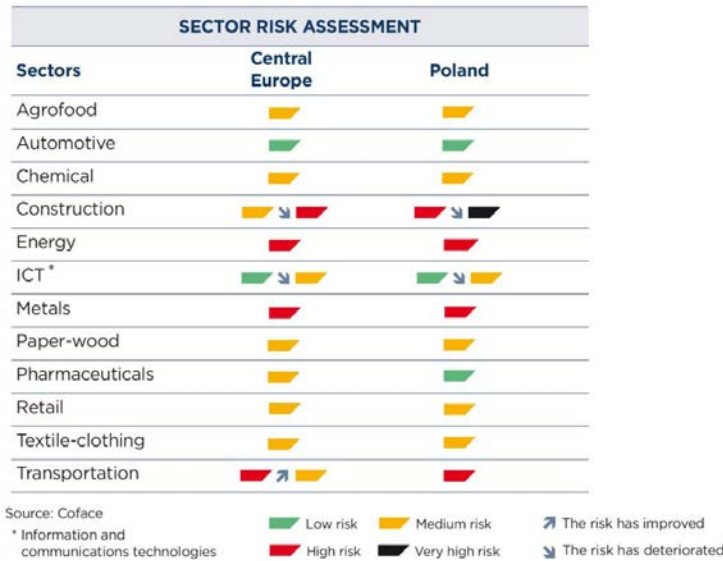 SECTOR RISK ASSESSMENT
Sectors
Central
Europe
Poland
Agrofood
Automotive
Chemical
Construction
Energy
ICT *
Metals
Paper-wood
Pharmaceuticals
Retail
Textile-clothing
Transportation
Source: Coface
* Information and
communications technologies
Low risk
Medium risk
The risk has improved
High risk
Very high risk
The risk has deteriorated